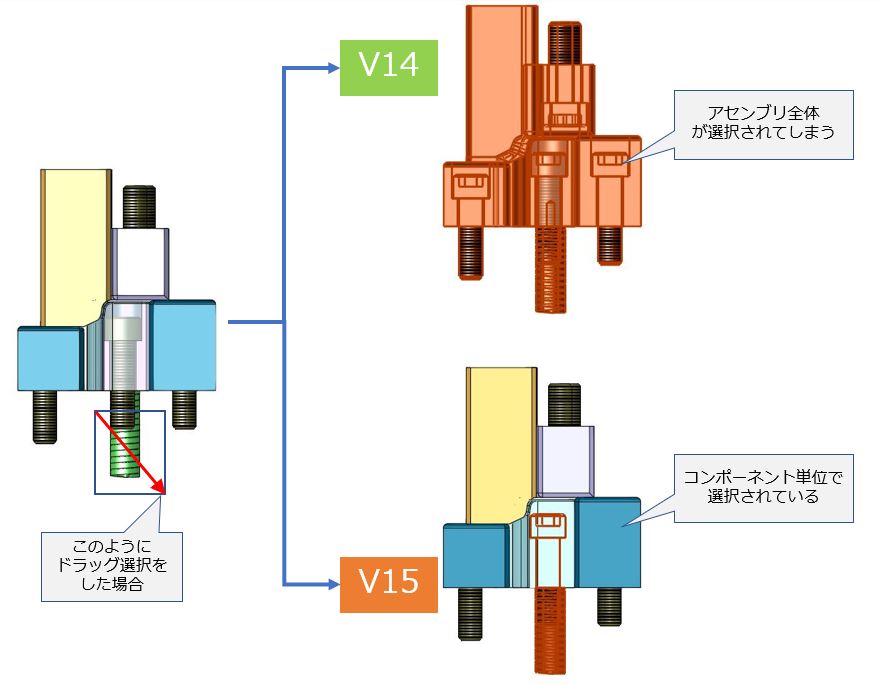 V14
アセンブリ全体
が選択されてしまう
このように
ドラッグ選択を
した場合
V15
コンポーネント単位で
選択されている